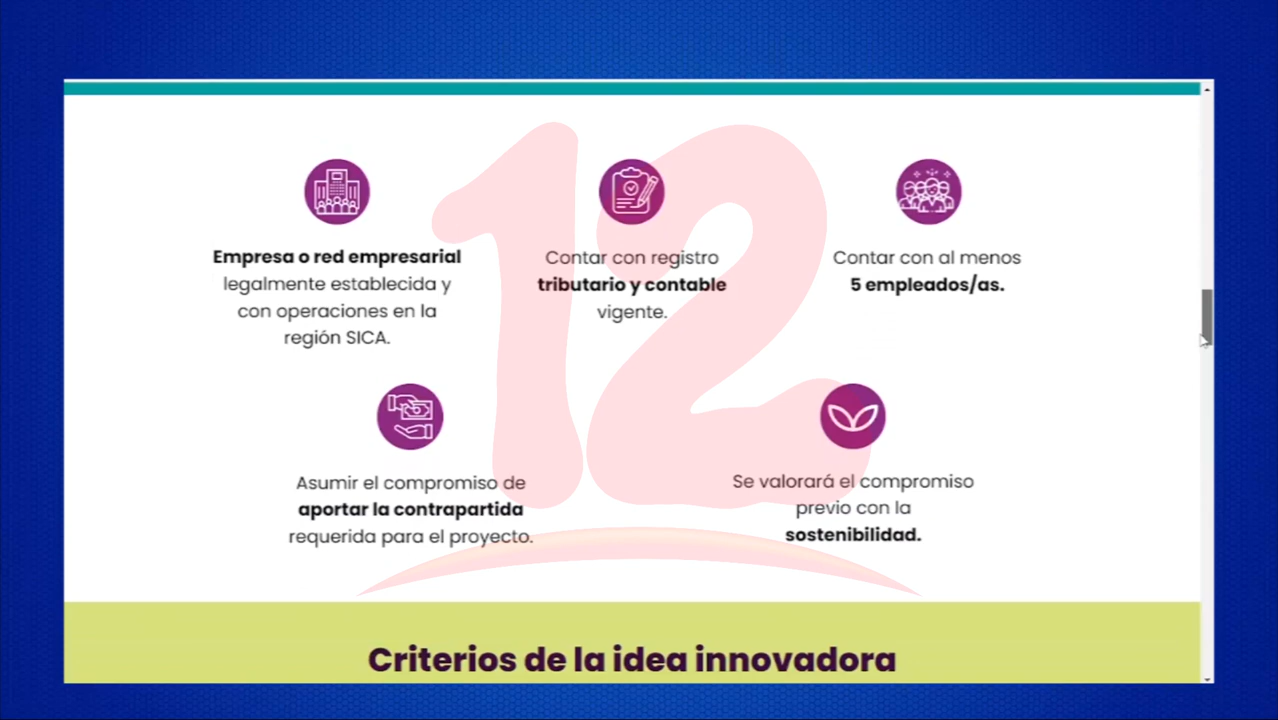 12
Empresa o red empresarial
legalmente establecida y
con operaciones en la
región SICA.
Contar con registro
tributario y contable
vigente.
Contar con al menos
5 empleados/as.
Asumir el compromiso de
aportar la contrapartida
requerida para el proyecto.
Se valorará el compromiso
previo con la
sostenibilidad.
Criterios de la idea innovadora